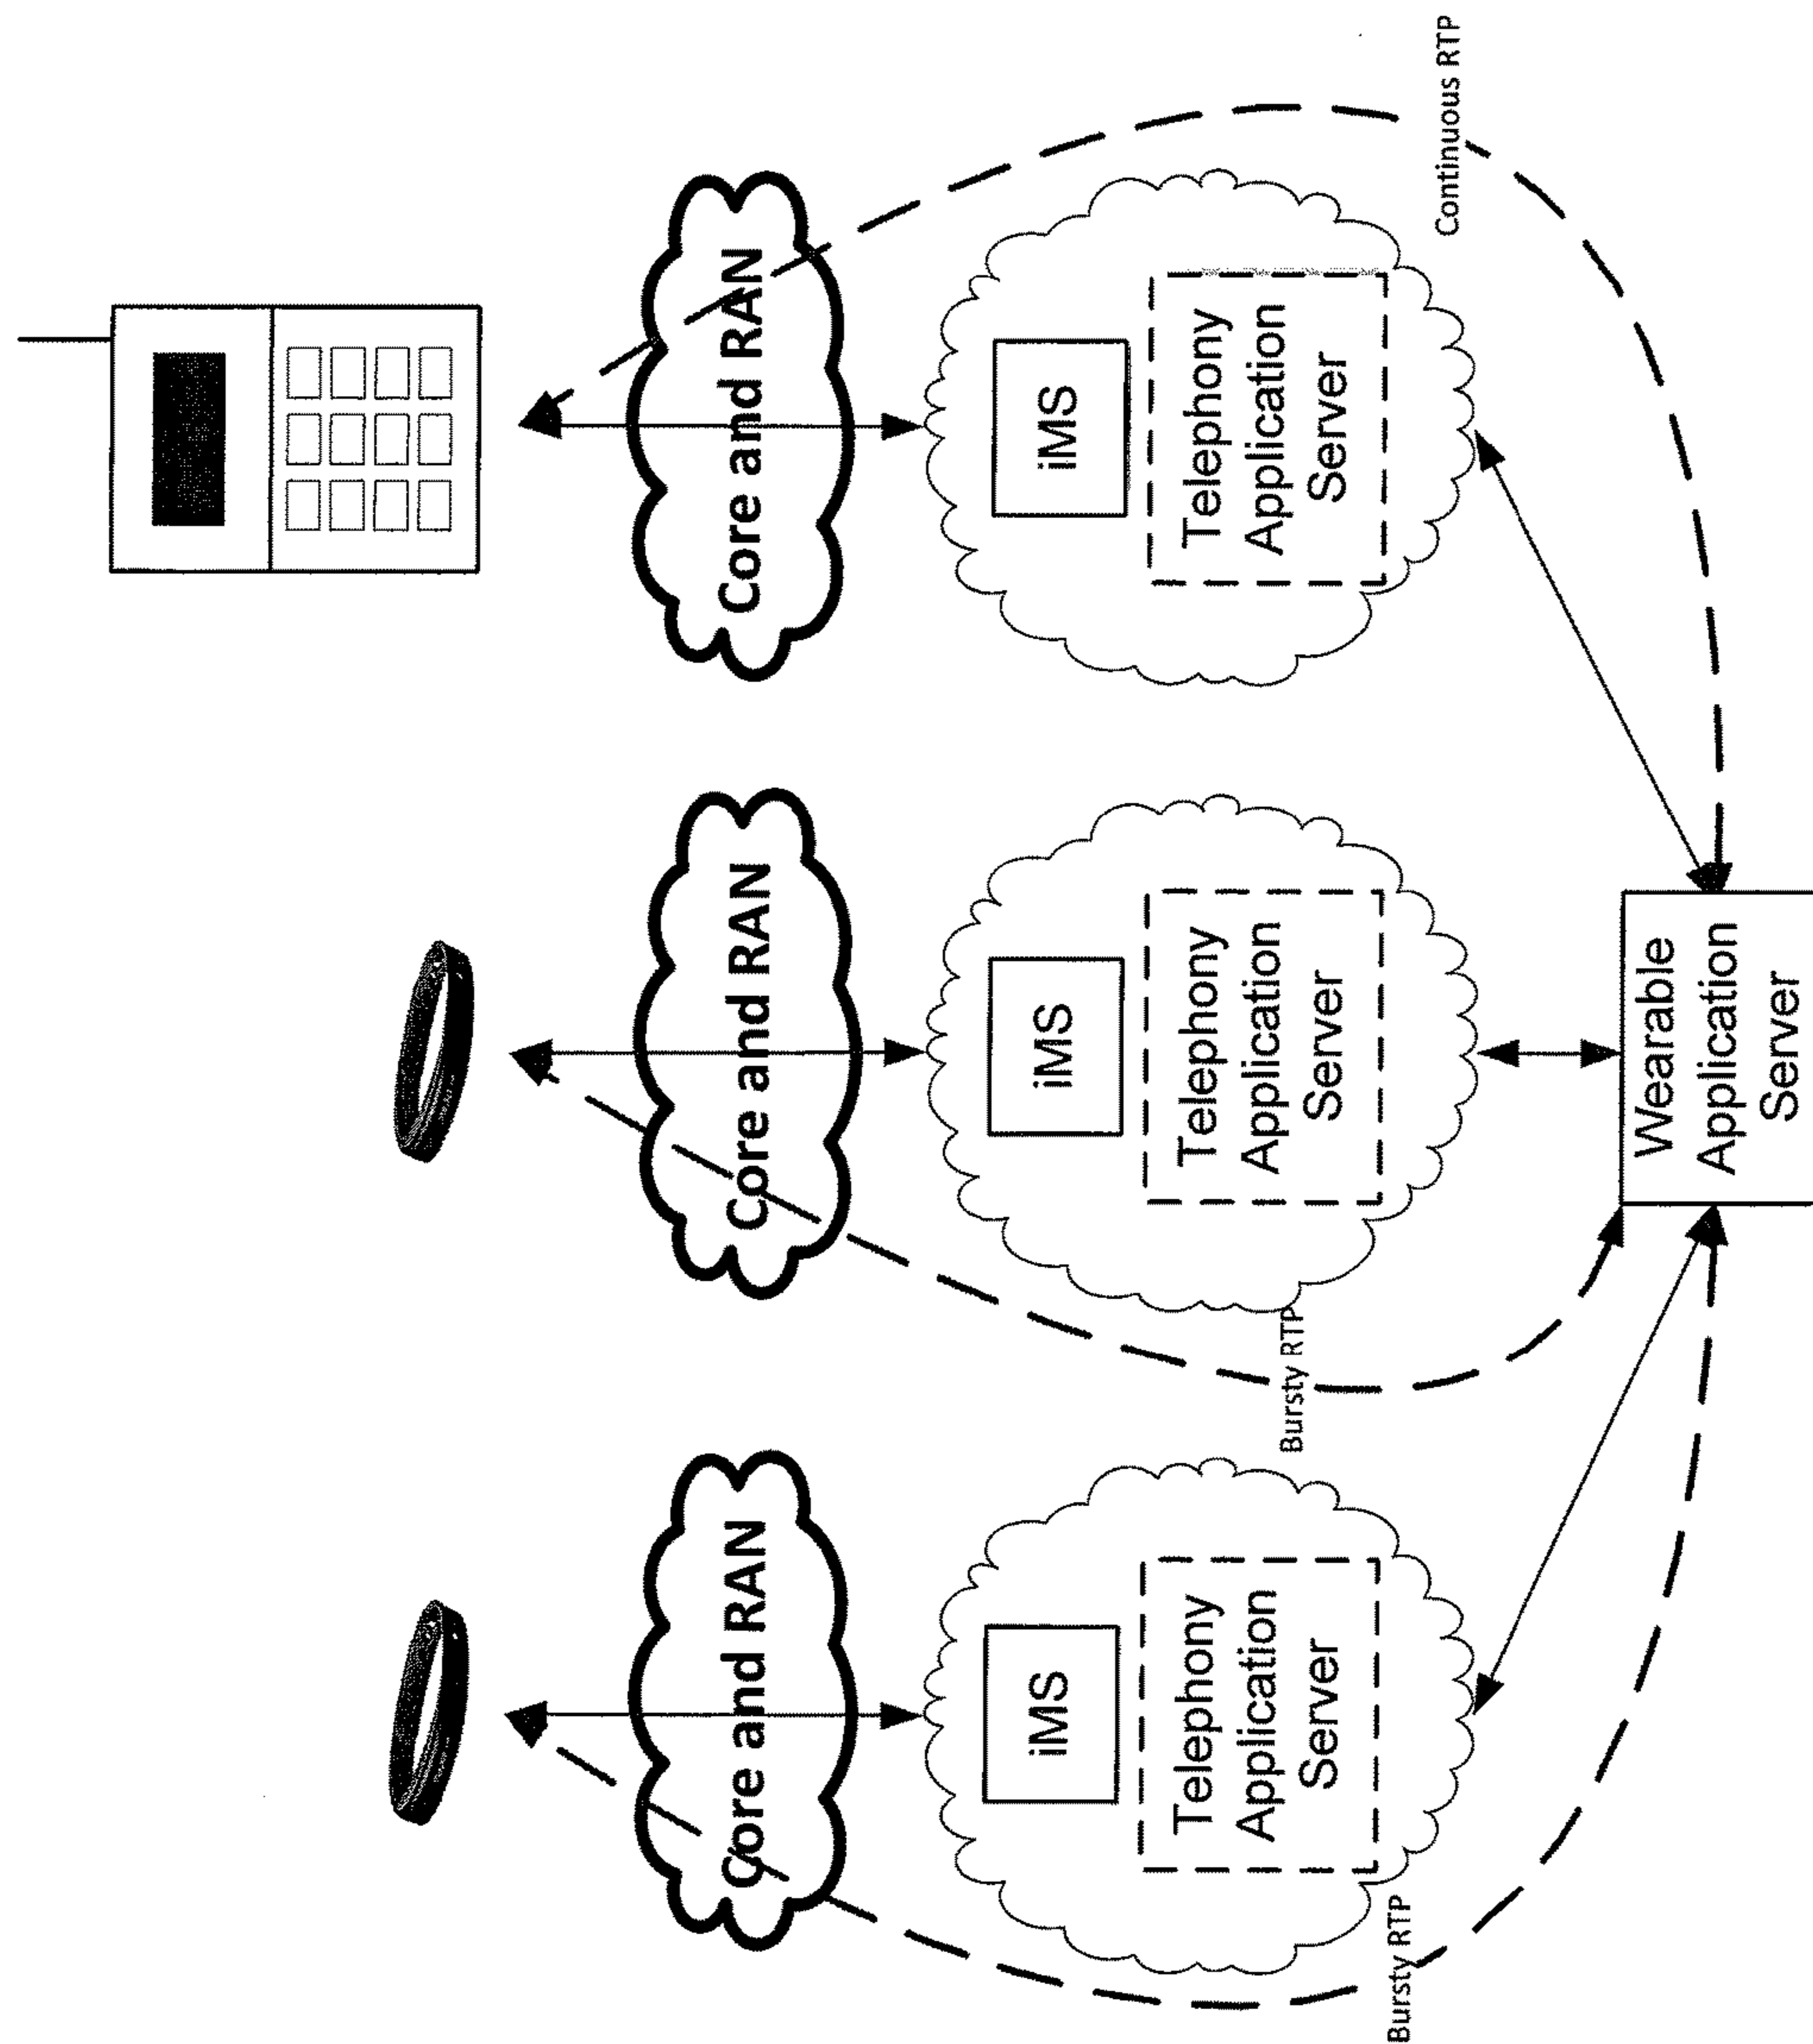 Core and RAN
Core and RAN
Core and RAN
iMS
iMS
iMS
Telephony
Application
Server
Telephony
Application
Server
Telephony
Application
Server
Bursty RTP
Bursty RTP
Continuous RTP
Wearable
Application
Server